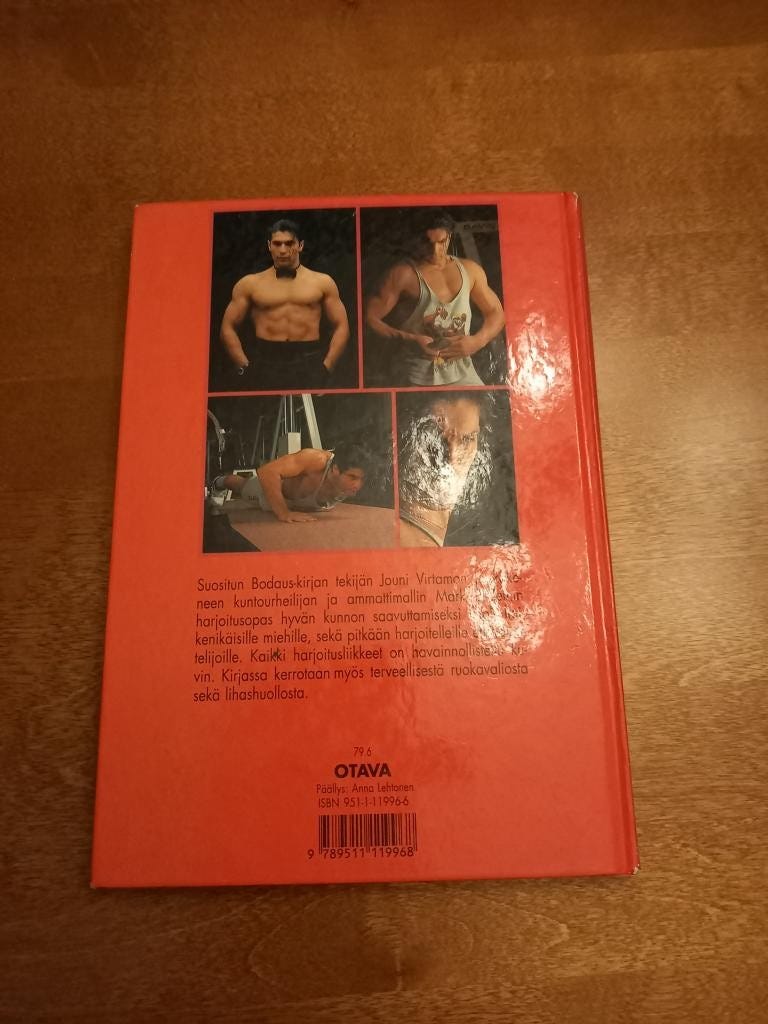 Suositun Bodaus-kirjan tekijän Jouni
neen kuntourheilijan ja ammattimallin
harjoitusopas hyvän kunnon saavuttamiseksi
kenikäisille miehille, sekä pitkään harjoitelleille
telijoille. Kaikki harjoitusliikkeet on
vin. Kirjassa kerrotaan myös terveellisestä ruokavaliosta
sekä lihashuollosta.
79.6
OTAVA
Päällys: Anna Lehtonen
ISBN 951-1-11996-6
9 789511 119968